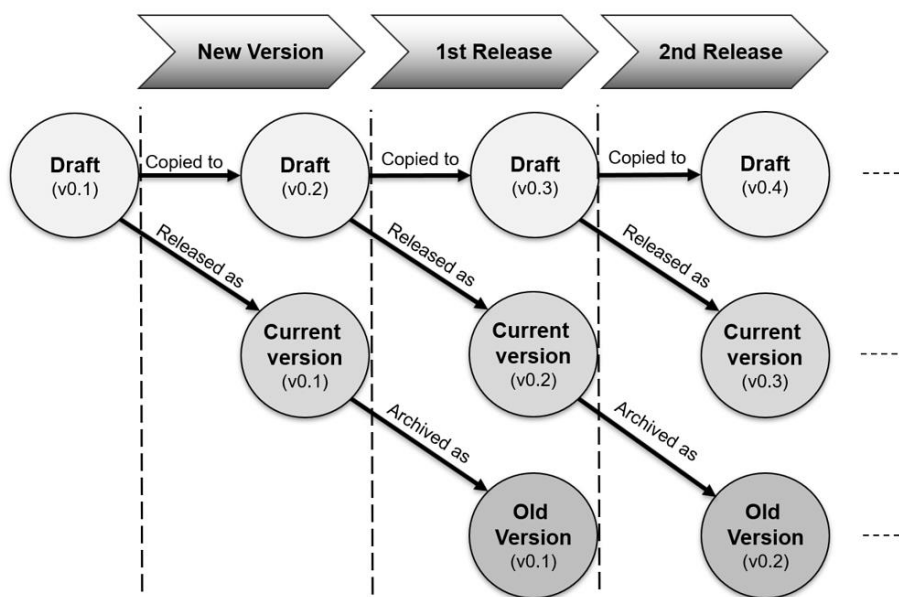 New Version
1st Release
2nd Release
Draft
(v0.1)
Copied to
Draft
(v0.2)
Copied to
Draft
(v0.3)
Copied to
Draft
(v0.4)
Released as
Released as
Released as
Current
version
(v0.1)
Current
version
(v0.2)
Current
version
(v0.3)
Archived as
Archived as
Old
Version
(v0.1)
Old
Version
(v0.2)